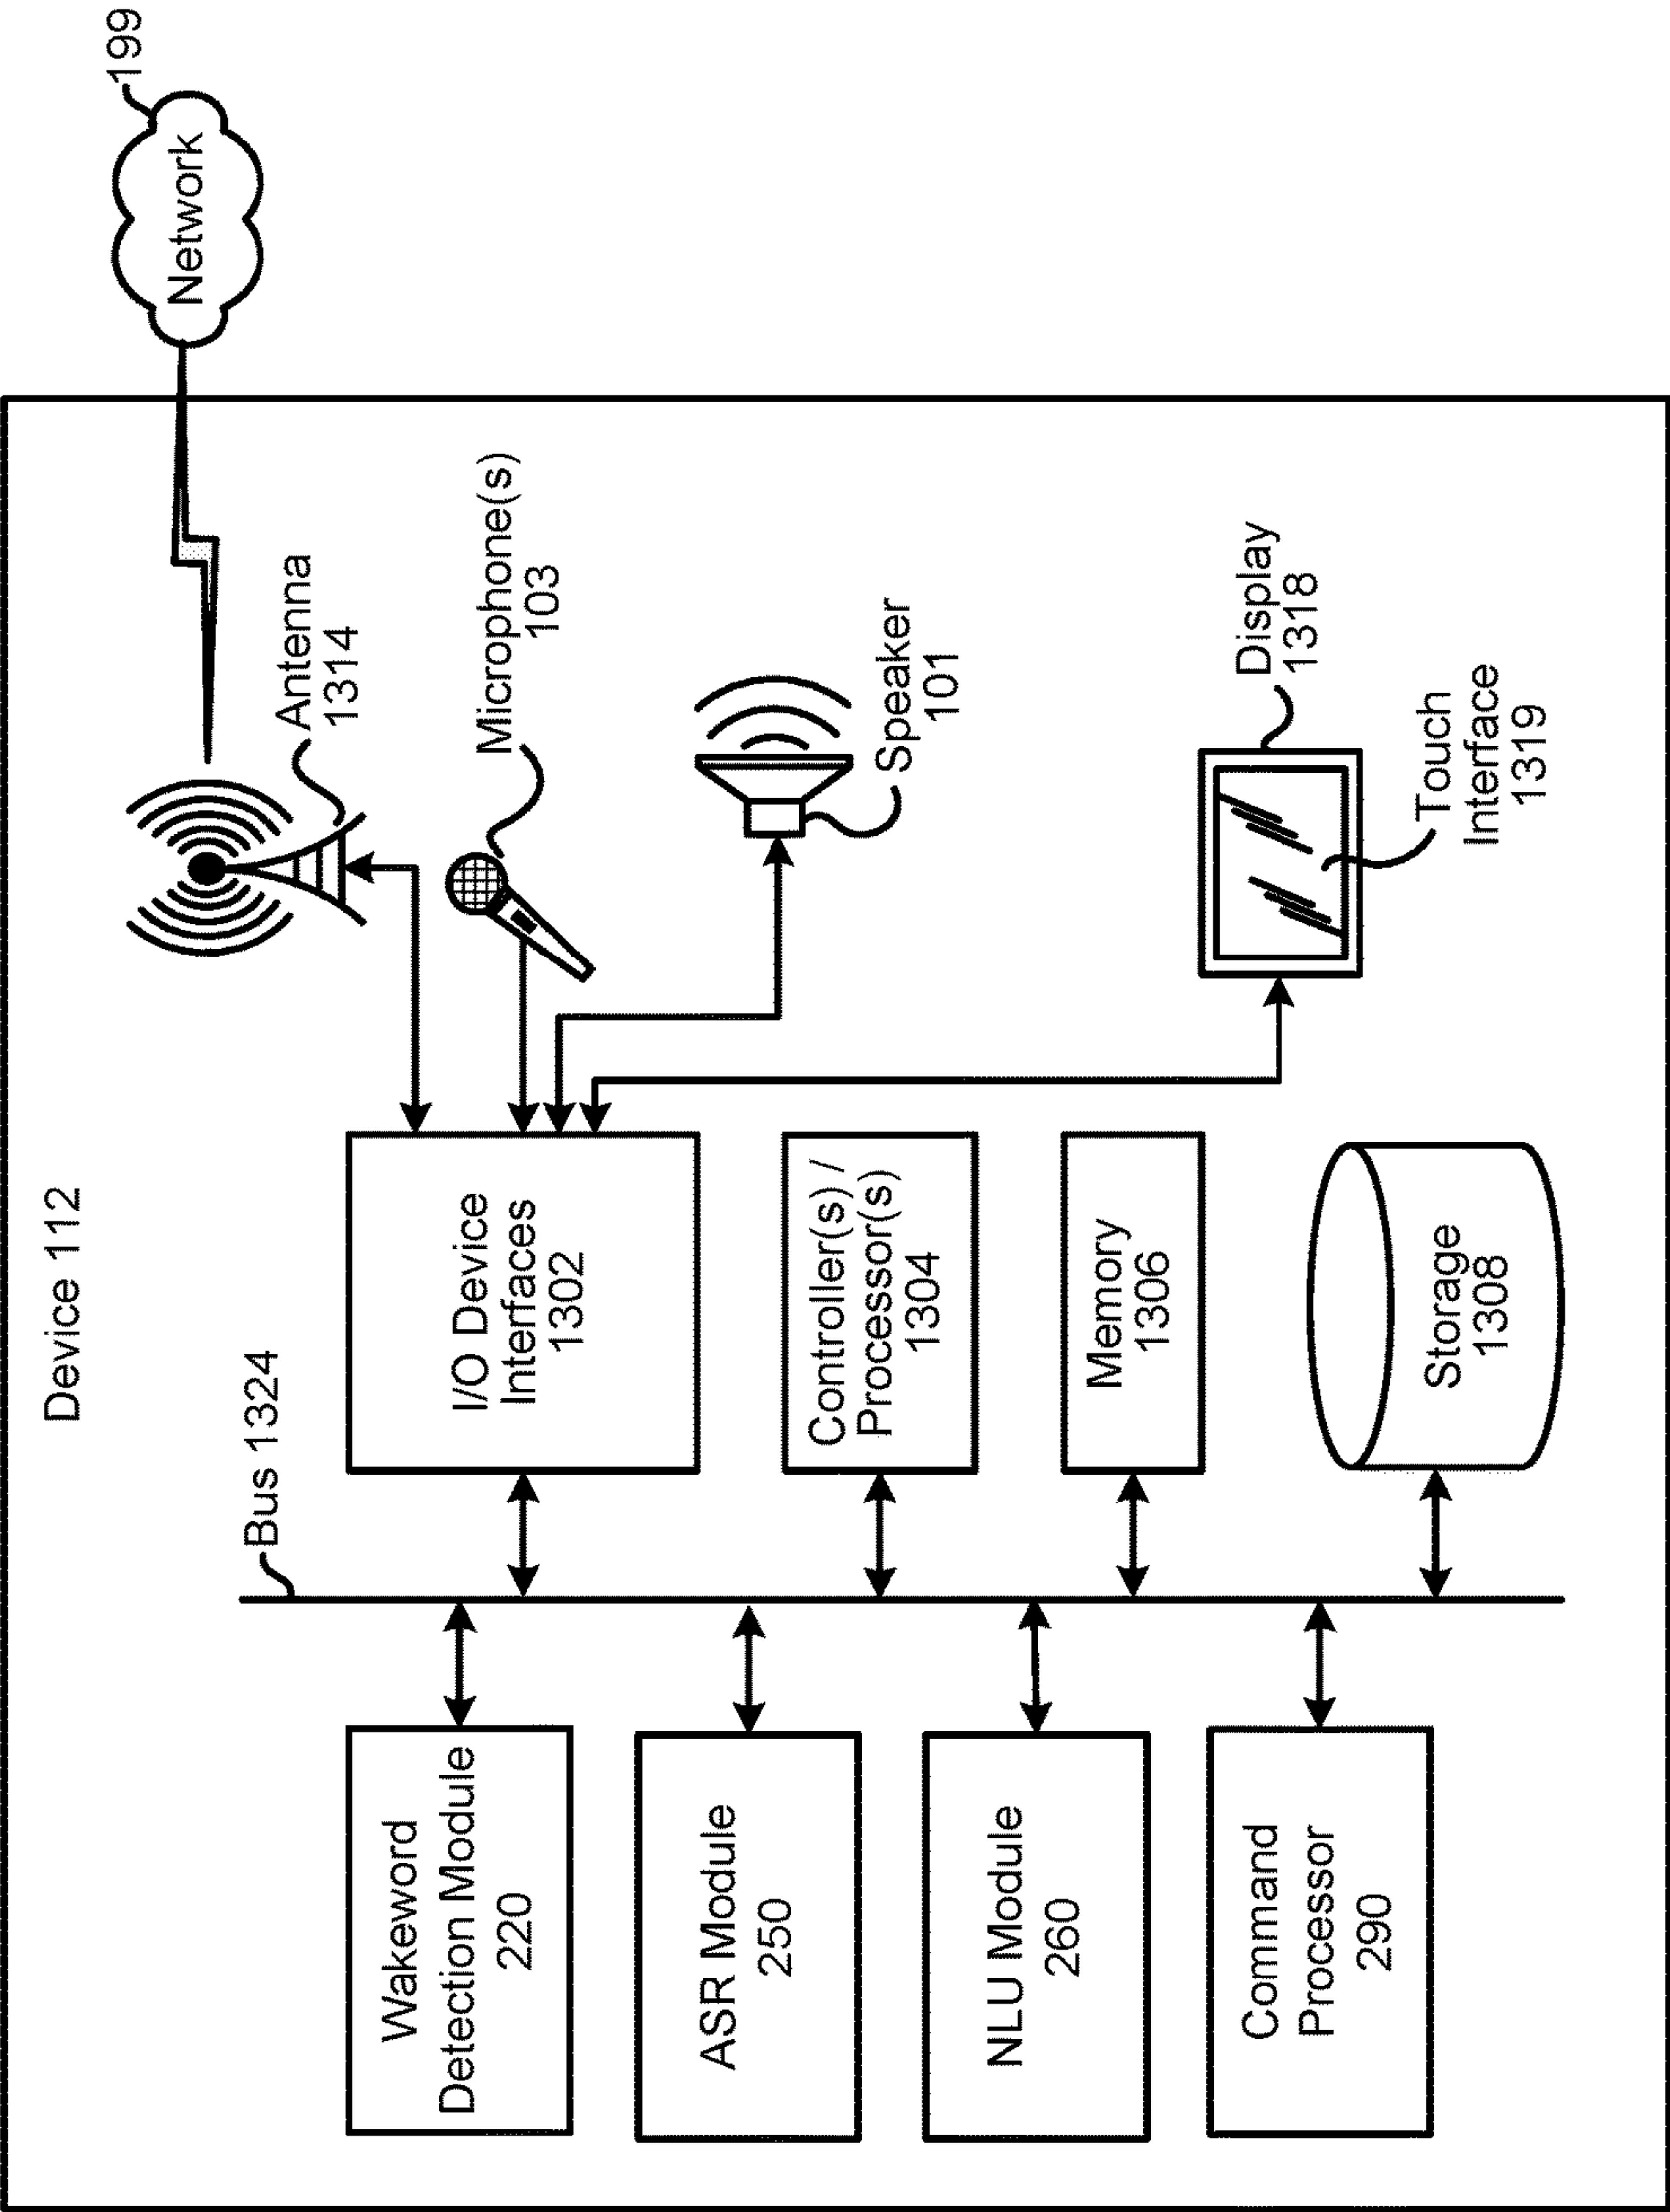 Device 112
Bus 1324
199
Network
Antenna
1314
Microphone(s)
103
Speaker
101
Display
1318
Touch
Interface
1319
Wakeword
Detection Module
220
ASR Module
250
NLU Module
260
Command
Processor
290
I/O Device
Interfaces
1302
Controller(s) /
Processor(s)
1304
Memory
1306
Storage
1308